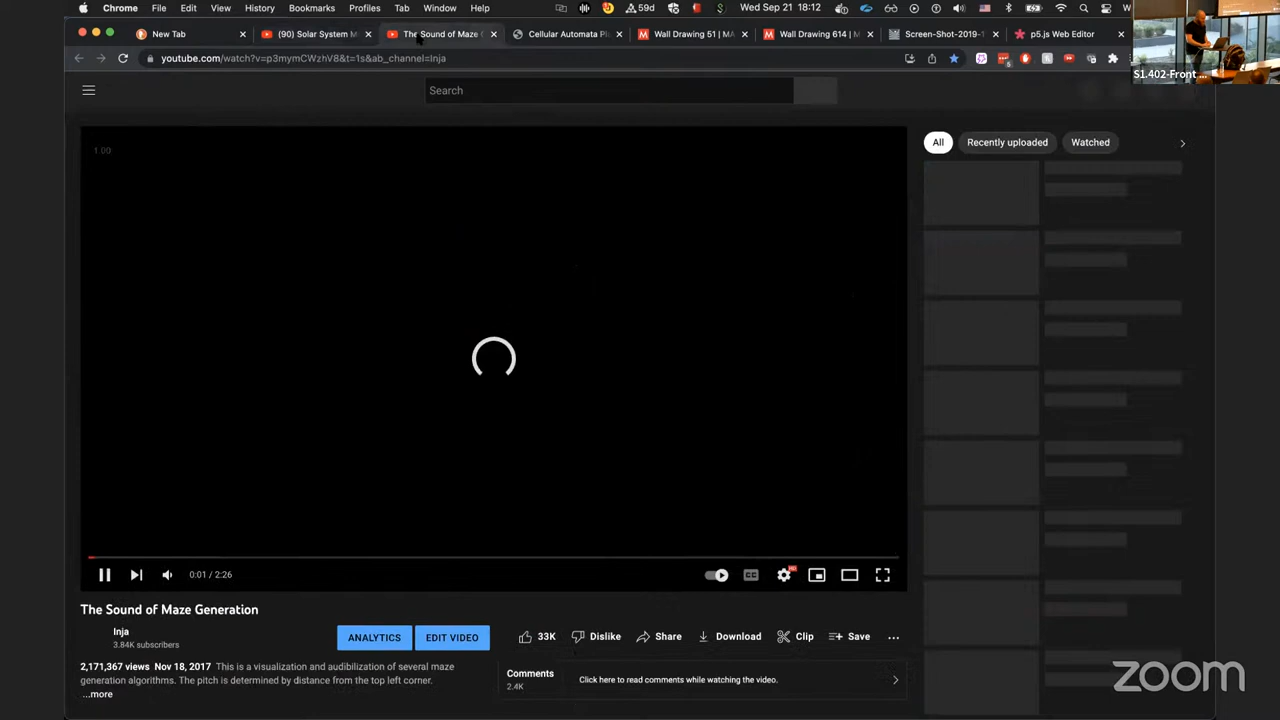 Chrome File Edit View History Bookmarks Profiles Tab Window Help 59d Wed Sep 21 18:12
New Tab (90) Solar System M The Sound of Maze G Cellular Automata Pl Wall Drawing 51 | MA Wall Drawing 614 | M Screen-Shot-2019-1 p5.js Web Editor
youtube.com/watch?v=p3mymCWzhV8&t=1s&ab_channel=Inja
S1.402-Front ...
Search
1.00
All Recently uploaded Watched
0:01 / 2:26
The Sound of Maze Generation
Inja
3.84K subscribers
ANALYTICS EDIT VIDEO 33K Dislike Share Download Clip Save
2,171,367 views Nov 18, 2017 This is a visualization and audibilization of several maze
generation algorithms. The pitch is determined by distance from the top left corner.
...more
Comments
2.4K
Click here to read comments while watching the video.
zoom